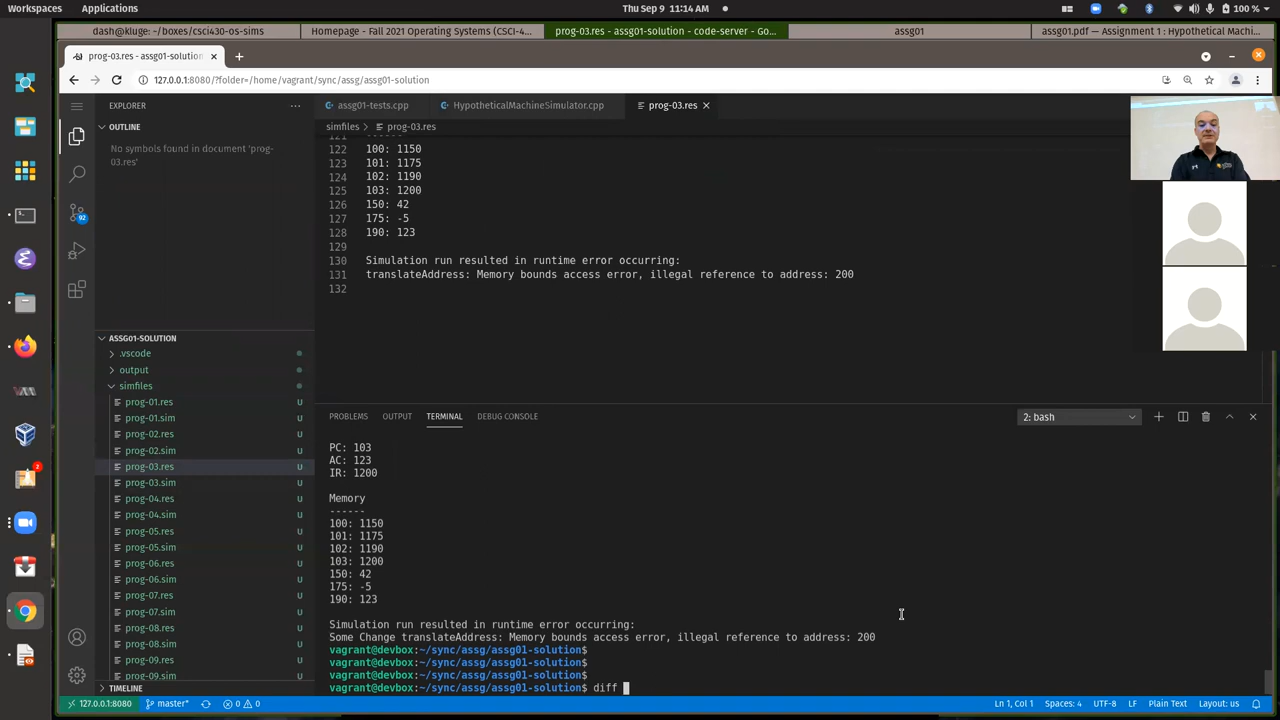 Workspaces
Applications
Thu Sep 9 11:14 AM
100 %
dash@kluge: ~/boxes/csci430-os-sims
Homepage - Fall 2021 Operating Systems (CSCI-4...
prog-03.res - assg01-solution - code-server - Go...
assg01
assg01.pdf — Assignment 1 : Hypothetical Mac...
prog-03.res - assg01-solution
127.0.0.1:8080/?folder=/home/vagrant/sync/assg/assg01-solution
EXPLORER
assg01-tests.cpp
HypotheticalMachineSimulator.cpp
prog-03.res
OUTLINE
simfiles
prog-03.res
No symbols found in document 'prog-
03.res'
121 ------
122 100: 1150
123 101: 1175
124 102: 1190
125 103: 1200
126 150: 42
127 175: -5
128 190: 123
129
130 Simulation run resulted in runtime error occurring:
131 translateAddress: Memory bounds access error, illegal reference to address: 200
132
92
2
ASSG01-SOLUTION
.vscode
output
simfiles
prog-01.res U
prog-01.sim U
prog-02.res U
prog-02.sim U
prog-03.res U
prog-03.sim U
prog-04.res U
prog-04.sim U
prog-05.res U
prog-05.sim U
prog-06.res U
prog-06.sim U
prog-07.res U
prog-07.sim U
prog-08.res U
prog-08.sim U
prog-09.res U
prog-09.sim U
TIMELINE
PROBLEMS
OUTPUT
TERMINAL
DEBUG CONSOLE
2: bash
PC: 103
AC: 123
IR: 1200
Memory
------
100: 1150
101: 1175
102: 1190
103: 1200
150: 42
175: -5
190: 123
Simulation run resulted in runtime error occurring:
Some Change translateAddress: Memory bounds access error, illegal reference to address: 200
vagrant@devbox:~/sync/assg/assg01-solution$
vagrant@devbox:~/sync/assg/assg01-solution$
vagrant@devbox:~/sync/assg/assg01-solution$
vagrant@devbox:~/sync/assg/assg01-solution$ diff
127.0.0.1:8080
master*
0
0
Ln 1, Col 1
Spaces: 4
UTF-8
LF
Plain Text
Layout: us